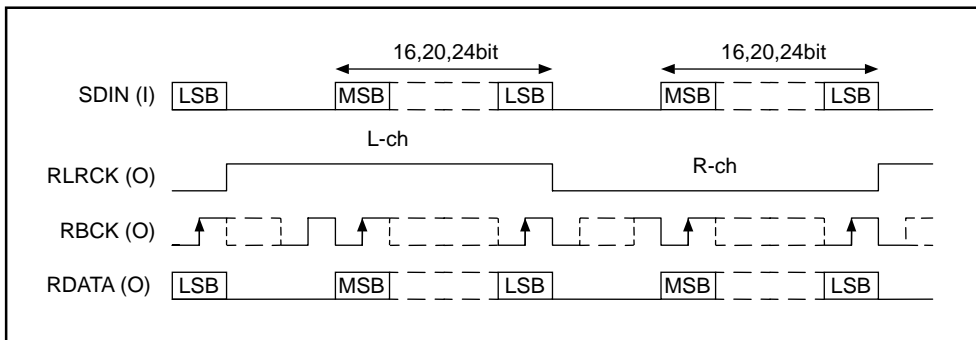 16,20,24bit 16,20,24bit
SDIN (I) LSB MSB LSB MSB LSB
L-ch
RLRCK (O) R-ch
RBCK (O)
RDATA (O) LSB MSB LSB MSB LSB